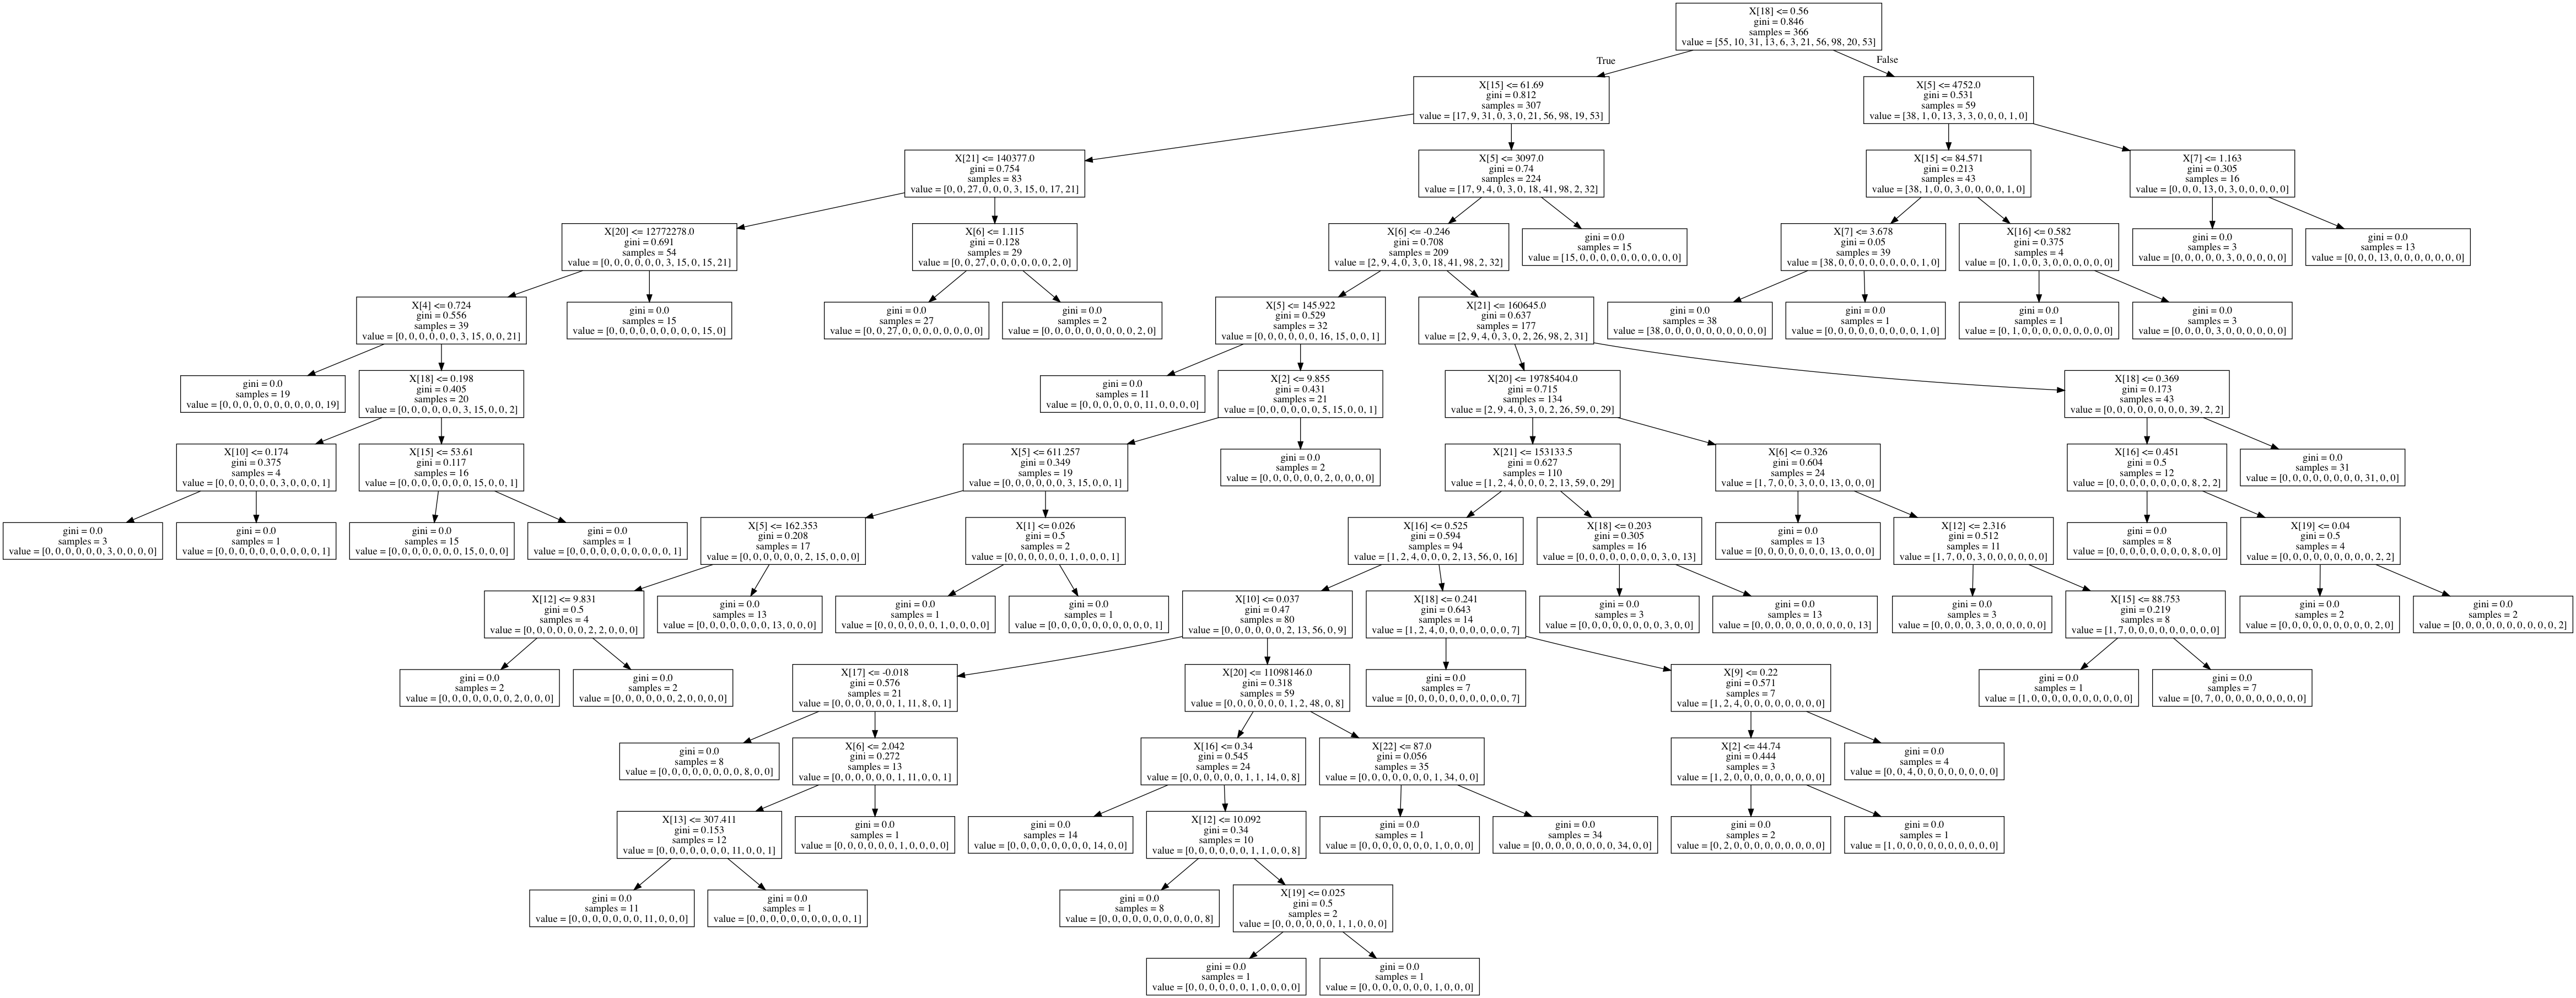 X[18] <= 0.56
gini = 0.846
samples = 366
value = [55, 10, 31, 13, 6, 3, 21, 56, 98, 20, 53]
True
False
X[15] <= 61.69
gini = 0.812
samples = 307
value = [17, 9, 31, 0, 3, 0, 21, 56, 98, 19, 53]
X[5] <= 4752.0
gini = 0.531
samples = 59
value = [38, 1, 0, 13, 3, 3, 0, 0, 0, 1, 0]
X[21] <= 140377.0
gini = 0.754
samples = 83
value = [0, 0, 27, 0, 0, 0, 3, 15, 0, 17, 21]
X[5] <= 3097.0
gini = 0.74
samples = 224
value = [17, 9, 4, 0, 3, 0, 18, 41, 98, 2, 32]
X[15] <= 84.571
gini = 0.213
samples = 43
value = [38, 1, 0, 0, 3, 0, 0, 0, 0, 1, 0]
X[7] <= 1.163
gini = 0.305
samples = 16
value = [0, 0, 0, 13, 0, 3, 0, 0, 0, 0, 0]
X[20] <= 12772278.0
gini = 0.691
samples = 54
value = [0, 0, 0, 0, 0, 0, 3, 15, 0, 15, 21]
X[6] <= 1.115
gini = 0.128
samples = 29
value = [0, 0, 27, 0, 0, 0, 0, 0, 0, 2, 0]
X[6] <= -0.246
gini = 0.708
samples = 209
value = [2, 9, 4, 0, 3, 0, 18, 41, 98, 2, 32]
gini = 0.0
samples = 15
value = [15, 0, 0, 0, 0, 0, 0, 0, 0, 0, 0]
X[7] <= 3.678
gini = 0.05
samples = 39
value = [38, 0, 0, 0, 0, 0, 0, 0, 0, 1, 0]
X[16] <= 0.582
gini = 0.375
samples = 4
value = [0, 1, 0, 0, 3, 0, 0, 0, 0, 0, 0]
gini = 0.0
samples = 3
value = [0, 0, 0, 0, 0, 3, 0, 0, 0, 0, 0]
gini = 0.0
samples = 13
value = [0, 0, 0, 13, 0, 0, 0, 0, 0, 0, 0]
X[4] <= 0.724
gini = 0.556
samples = 39
value = [0, 0, 0, 0, 0, 0, 3, 15, 0, 0, 21]
gini = 0.0
samples = 15
value = [0, 0, 0, 0, 0, 0, 0, 0, 0, 15, 0]
gini = 0.0
samples = 27
value = [0, 0, 27, 0, 0, 0, 0, 0, 0, 0, 0]
gini = 0.0
samples = 2
value = [0, 0, 0, 0, 0, 0, 0, 0, 0, 2, 0]
X[5] <= 145.922
gini = 0.529
samples = 32
value = [0, 0, 0, 0, 0, 0, 16, 15, 0, 0, 1]
X[21] <= 160645.0
gini = 0.637
samples = 177
value = [2, 9, 4, 0, 3, 0, 2, 26, 98, 2, 31]
gini = 0.0
samples = 38
value = [38, 0, 0, 0, 0, 0, 0, 0, 0, 0, 0]
gini = 0.0
samples = 1
value = [0, 0, 0, 0, 0, 0, 0, 0, 0, 1, 0]
gini = 0.0
samples = 1
value = [0, 1, 0, 0, 0, 0, 0, 0, 0, 0, 0]
gini = 0.0
samples = 3
value = [0, 0, 0, 0, 3, 0, 0, 0, 0, 0, 0]
gini = 0.0
samples = 19
value = [0, 0, 0, 0, 0, 0, 0, 0, 0, 0, 19]
X[18] <= 0.198
gini = 0.405
samples = 20
value = [0, 0, 0, 0, 0, 0, 3, 15, 0, 0, 2]
gini = 0.0
samples = 11
value = [0, 0, 0, 0, 0, 0, 11, 0, 0, 0, 0]
X[2] <= 9.855
gini = 0.431
samples = 21
value = [0, 0, 0, 0, 0, 0, 5, 15, 0, 0, 1]
X[20] <= 19785404.0
gini = 0.715
samples = 134
value = [2, 9, 4, 0, 3, 0, 2, 26, 59, 0, 29]
X[18] <= 0.369
gini = 0.173
samples = 43
value = [0, 0, 0, 0, 0, 0, 0, 0, 39, 2, 2]
X[10] <= 0.174
gini = 0.375
samples = 4
value = [0, 0, 0, 0, 0, 0, 3, 0, 0, 0, 1]
X[15] <= 53.61
gini = 0.117
samples = 16
value = [0, 0, 0, 0, 0, 0, 0, 15, 0, 0, 1]
X[5] <= 611.257
gini = 0.349
samples = 19
value = [0, 0, 0, 0, 0, 0, 3, 15, 0, 0, 1]
gini = 0.0
samples = 2
value = [0, 0, 0, 0, 0, 0, 2, 0, 0, 0, 0]
X[21] <= 153133.5
gini = 0.627
samples = 110
value = [1, 2, 4, 0, 0, 0, 2, 13, 59, 0, 29]
X[6] <= 0.326
gini = 0.604
samples = 24
value = [1, 7, 0, 0, 3, 0, 0, 13, 0, 0, 0]
X[16] <= 0.451
gini = 0.5
samples = 12
value = [0, 0, 0, 0, 0, 0, 0, 0, 8, 2, 2]
gini = 0.0
samples = 31
value = [0, 0, 0, 0, 0, 0, 0, 0, 31, 0, 0]
gini = 0.0
samples = 3
value = [0, 0, 0, 0, 0, 0, 3, 0, 0, 0, 0]
gini = 0.0
samples = 1
value = [0, 0, 0, 0, 0, 0, 0, 0, 0, 0, 1]
gini = 0.0
samples = 15
value = [0, 0, 0, 0, 0, 0, 0, 15, 0, 0, 0]
gini = 0.0
samples = 1
value = [0, 0, 0, 0, 0, 0, 0, 0, 0, 0, 1]
X[5] <= 162.353
gini = 0.208
samples = 17
value = [0, 0, 0, 0, 0, 0, 2, 15, 0, 0, 0]
X[1] <= 0.026
gini = 0.5
samples = 2
value = [0, 0, 0, 0, 0, 0, 1, 0, 0, 0, 1]
X[16] <= 0.525
gini = 0.594
samples = 94
value = [1, 2, 4, 0, 0, 0, 2, 13, 56, 0, 16]
X[18] <= 0.203
gini = 0.305
samples = 16
value = [0, 0, 0, 0, 0, 0, 0, 0, 3, 0, 13]
gini = 0.0
samples = 13
value = [0, 0, 0, 0, 0, 0, 0, 13, 0, 0, 0]
X[12] <= 2.316
gini = 0.512
samples = 11
value = [1, 7, 0, 0, 3, 0, 0, 0, 0, 0, 0]
gini = 0.0
samples = 8
value = [0, 0, 0, 0, 0, 0, 0, 0, 8, 0, 0]
X[19] <= 0.04
gini = 0.5
samples = 4
value = [0, 0, 0, 0, 0, 0, 0, 0, 0, 2, 2]
X[12] <= 9.831
gini = 0.5
samples = 4
value = [0, 0, 0, 0, 0, 0, 2, 2, 0, 0, 0]
gini = 0.0
samples = 13
value = [0, 0, 0, 0, 0, 0, 0, 13, 0, 0, 0]
gini = 0.0
samples = 1
value = [0, 0, 0, 0, 0, 0, 1, 0, 0, 0, 0]
gini = 0.0
samples = 1
value = [0, 0, 0, 0, 0, 0, 0, 0, 0, 0, 1]
X[10] <= 0.037
gini = 0.47
samples = 80
value = [0, 0, 0, 0, 0, 0, 2, 13, 56, 0, 9]
X[18] <= 0.241
gini = 0.643
samples = 14
value = [1, 2, 4, 0, 0, 0, 0, 0, 0, 0, 7]
gini = 0.0
samples = 3
value = [0, 0, 0, 0, 0, 0, 0, 0, 3, 0, 0]
gini = 0.0
samples = 13
value = [0, 0, 0, 0, 0, 0, 0, 0, 0, 0, 13]
gini = 0.0
samples = 3
value = [0, 0, 0, 0, 3, 0, 0, 0, 0, 0, 0]
X[15] <= 88.753
gini = 0.219
samples = 8
value = [1, 7, 0, 0, 0, 0, 0, 0, 0, 0, 0]
gini = 0.0
samples = 2
value = [0, 0, 0, 0, 0, 0, 0, 0, 0, 2, 0]
gini = 0.0
samples = 2
value = [0, 0, 0, 0, 0, 0, 0, 0, 0, 0, 2]
gini = 0.0
samples = 2
value = [0, 0, 0, 0, 0, 0, 0, 2, 0, 0, 0]
gini = 0.0
samples = 2
value = [0, 0, 0, 0, 0, 0, 2, 0, 0, 0, 0]
X[17] <= -0.018
gini = 0.576
samples = 21
value = [0, 0, 0, 0, 0, 0, 1, 11, 8, 0, 1]
X[20] <= 11098146.0
gini = 0.318
samples = 59
value = [0, 0, 0, 0, 0, 0, 1, 2, 48, 0, 8]
gini = 0.0
samples = 7
value = [0, 0, 0, 0, 0, 0, 0, 0, 0, 0, 7]
X[9] <= 0.22
gini = 0.571
samples = 7
value = [1, 2, 4, 0, 0, 0, 0, 0, 0, 0, 0]
gini = 0.0
samples = 1
value = [1, 0, 0, 0, 0, 0, 0, 0, 0, 0, 0]
gini = 0.0
samples = 7
value = [0, 7, 0, 0, 0, 0, 0, 0, 0, 0, 0]
gini = 0.0
samples = 8
value = [0, 0, 0, 0, 0, 0, 0, 0, 8, 0, 0]
X[6] <= 2.042
gini = 0.272
samples = 13
value = [0, 0, 0, 0, 0, 0, 1, 11, 0, 0, 1]
X[16] <= 0.34
gini = 0.545
samples = 24
value = [0, 0, 0, 0, 0, 0, 1, 1, 14, 0, 8]
X[22] <= 87.0
gini = 0.056
samples = 35
value = [0, 0, 0, 0, 0, 0, 0, 1, 34, 0, 0]
X[2] <= 44.74
gini = 0.444
samples = 3
value = [1, 2, 0, 0, 0, 0, 0, 0, 0, 0, 0]
gini = 0.0
samples = 4
value = [0, 0, 4, 0, 0, 0, 0, 0, 0, 0, 0]
X[13] <= 307.411
gini = 0.153
samples = 12
value = [0, 0, 0, 0, 0, 0, 0, 11, 0, 0, 1]
gini = 0.0
samples = 1
value = [0, 0, 0, 0, 0, 0, 1, 0, 0, 0, 0]
gini = 0.0
samples = 14
value = [0, 0, 0, 0, 0, 0, 0, 0, 14, 0, 0]
X[12] <= 10.092
gini = 0.34
samples = 10
value = [0, 0, 0, 0, 0, 0, 1, 1, 0, 0, 8]
gini = 0.0
samples = 1
value = [0, 0, 0, 0, 0, 0, 0, 1, 0, 0, 0]
gini = 0.0
samples = 34
value = [0, 0, 0, 0, 0, 0, 0, 0, 34, 0, 0]
gini = 0.0
samples = 2
value = [0, 2, 0, 0, 0, 0, 0, 0, 0, 0, 0]
gini = 0.0
samples = 1
value = [1, 0, 0, 0, 0, 0, 0, 0, 0, 0, 0]
gini = 0.0
samples = 11
value = [0, 0, 0, 0, 0, 0, 0, 11, 0, 0, 0]
gini = 0.0
samples = 1
value = [0, 0, 0, 0, 0, 0, 0, 0, 0, 0, 1]
gini = 0.0
samples = 8
value = [0, 0, 0, 0, 0, 0, 0, 0, 0, 0, 8]
X[19] <= 0.025
gini = 0.5
samples = 2
value = [0, 0, 0, 0, 0, 0, 1, 1, 0, 0, 0]
gini = 0.0
samples = 1
value = [0, 0, 0, 0, 0, 0, 1, 0, 0, 0, 0]
gini = 0.0
samples = 1
value = [0, 0, 0, 0, 0, 0, 0, 1, 0, 0, 0]